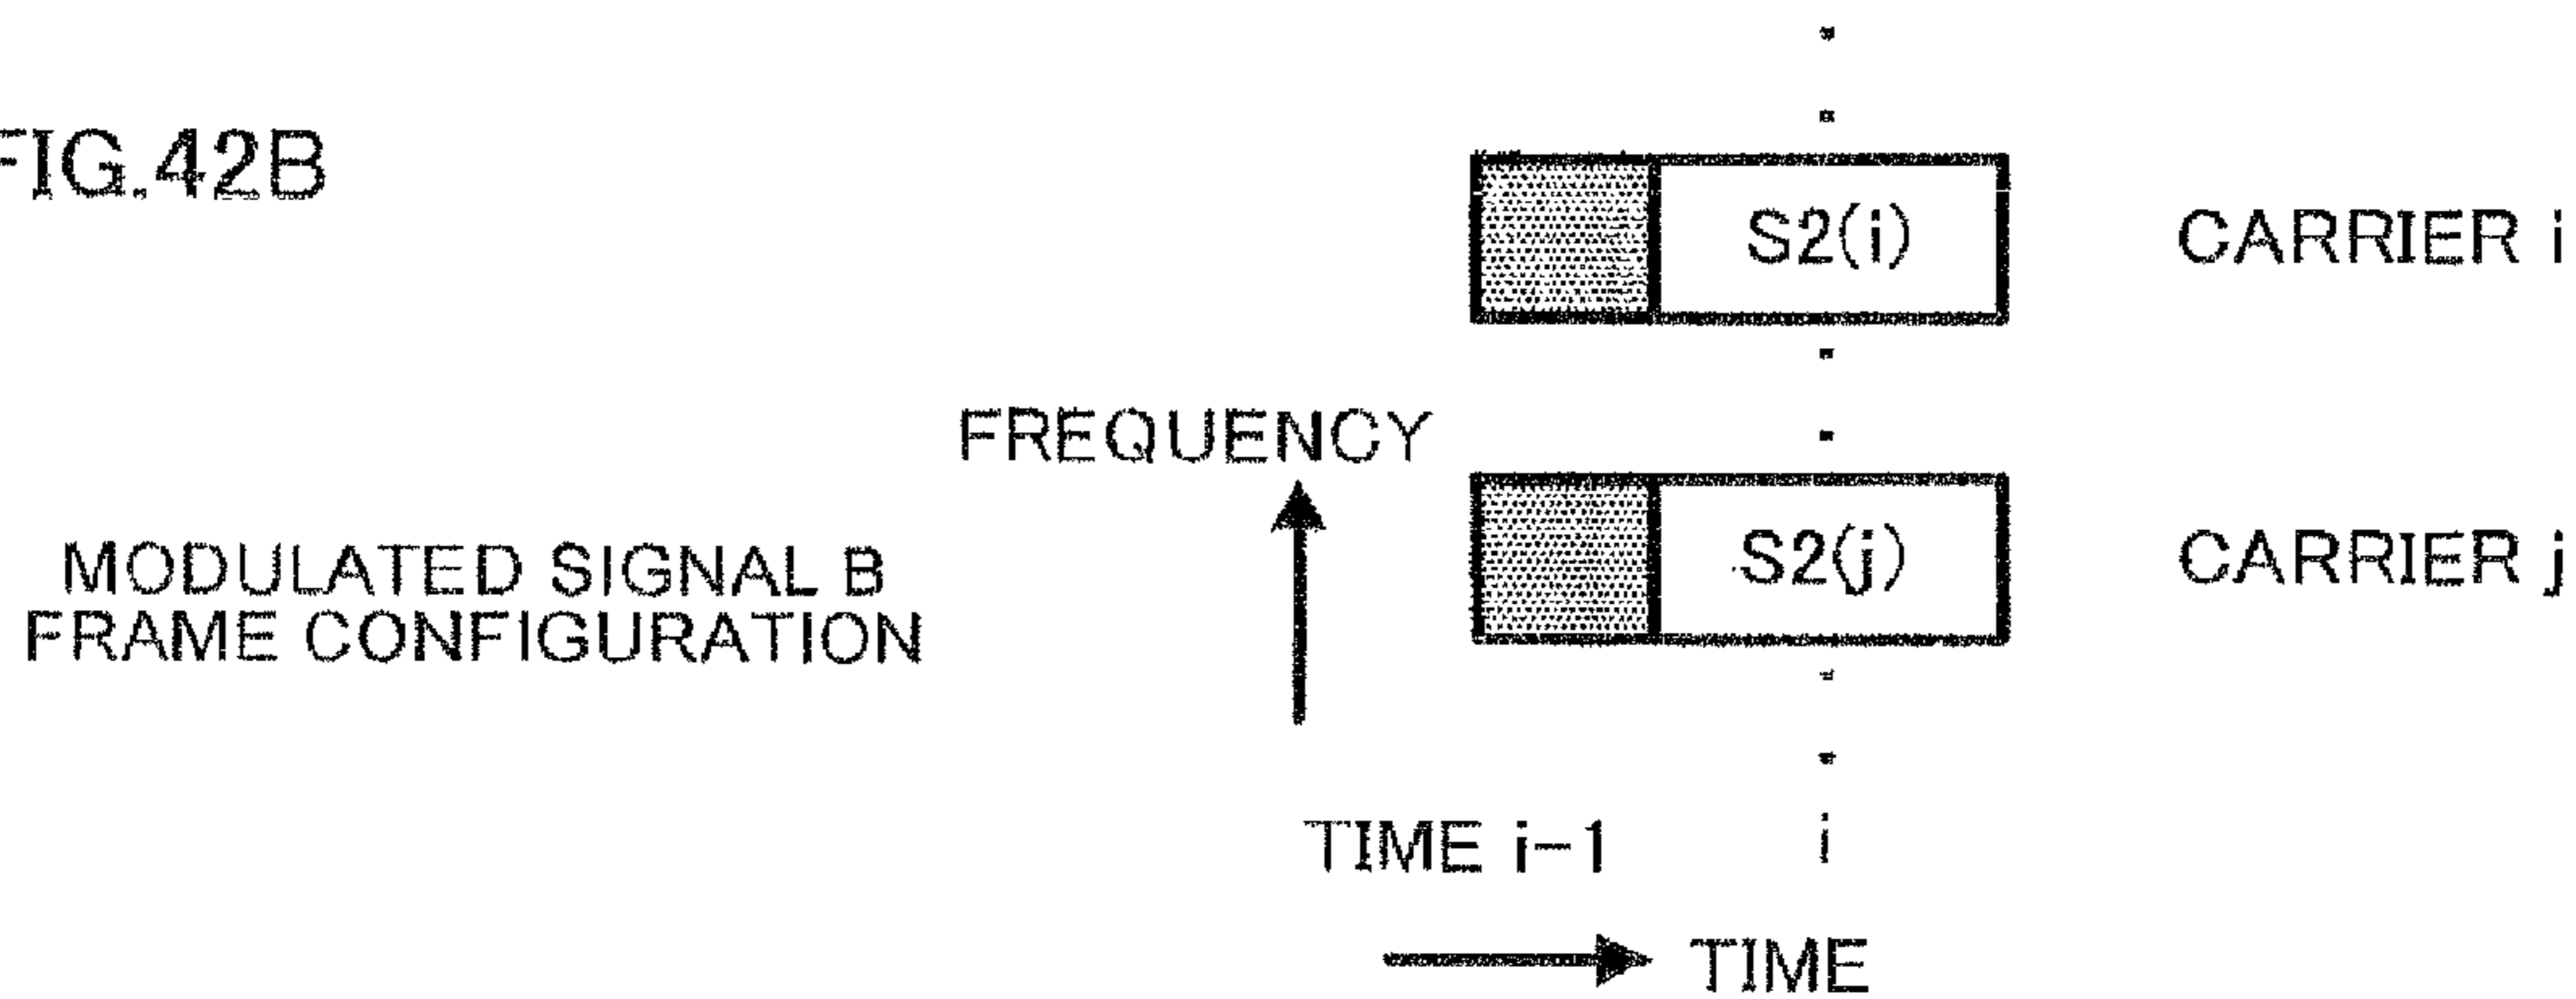 FIG.42B
S2(i) CARRIER i
FREQUENCY
S2(j) CARRIER j
MODULATED SIGNAL B
FRAME CONFIGURATION
TIME i-1 i
TIME